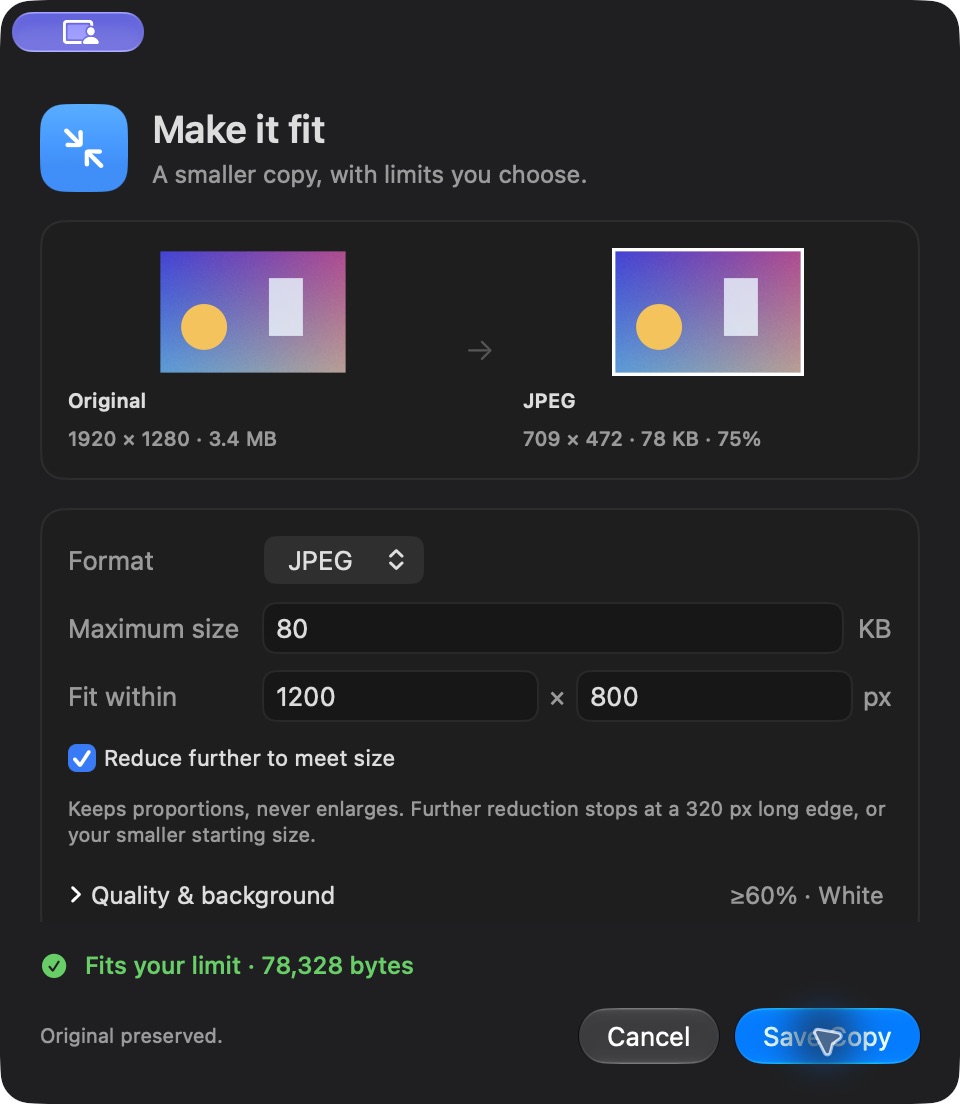 Make it fit
A smaller copy, with limits you choose.
Original
1920 × 1280 · 3.4 MB
→
JPEG
709 × 472 · 78 KB · 75%
Format
JPEG
Maximum size
80
KB
Fit within
1200
×
800
px
Reduce further to meet size
Keeps proportions, never enlarges. Further reduction stops at a 320 px long edge, or
your smaller starting size.
Quality & background
≥60% · White
Fits your limit · 78,328 bytes
Original preserved.
Cancel
Save Copy